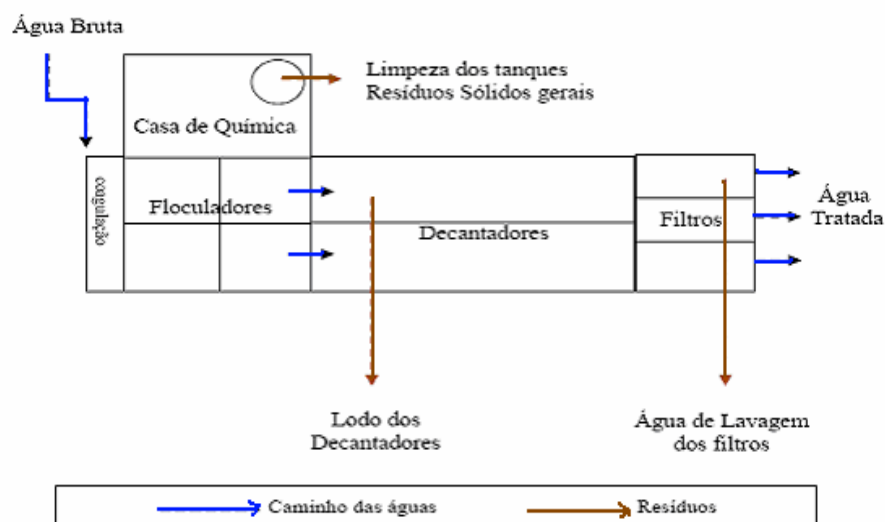 Água Bruta
Limpeza dos tanques
Resíduos Sólidos gerais
Casa de Química
coagulação
Floculadores
Decantadores
Filtros
Água
Tratada
Lodo dos
Decantadores
Água de Lavagem
dos filtros
Caminho das águas
Resíduos